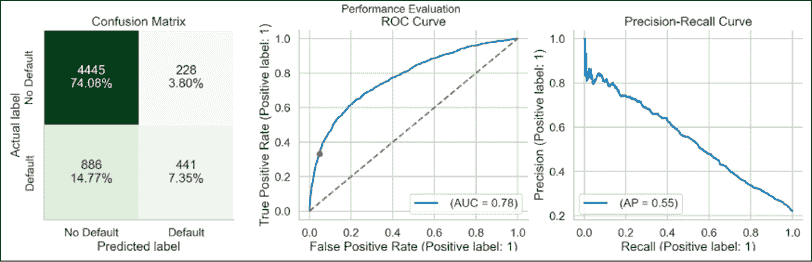 Performance Evaluation
Confusion Matrix
Actual label
No Default
Default
4445
74.08%
228
3.80%
886
14.77%
441
7.35%
No Default Default
Predicted label
ROC Curve
True Positive Rate (Positive label: 1)
1.0
0.8
0.6
0.4
0.2
0.0
(AUC = 0.78)
0.0 0.2 0.4 0.6 0.8 1.0
False Positive Rate (Positive label: 1)
Precision-Recall Curve
Precision (Positive label: 1)
1.0
0.8
0.6
0.4
0.2
(AP = 0.55)
0.0 0.2 0.4 0.6 0.8 1.0
Recall (Positive label: 1)